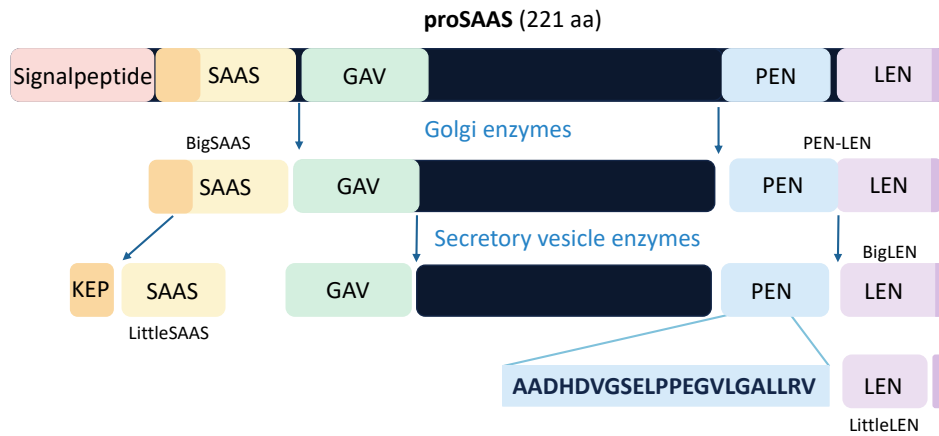 proSAAS (221 aa)
Signalpeptide SAAS GAV PEN LEN
Golgi enzymes
BigSAAS PEN-LEN
SAAS GAV PEN LEN
Secretory vesicle enzymes
BigLEN
KEP SAAS GAV PEN LEN
LittleSAAS
AADHDVGSELPPEGVLGALLRV LEN
LittleLEN